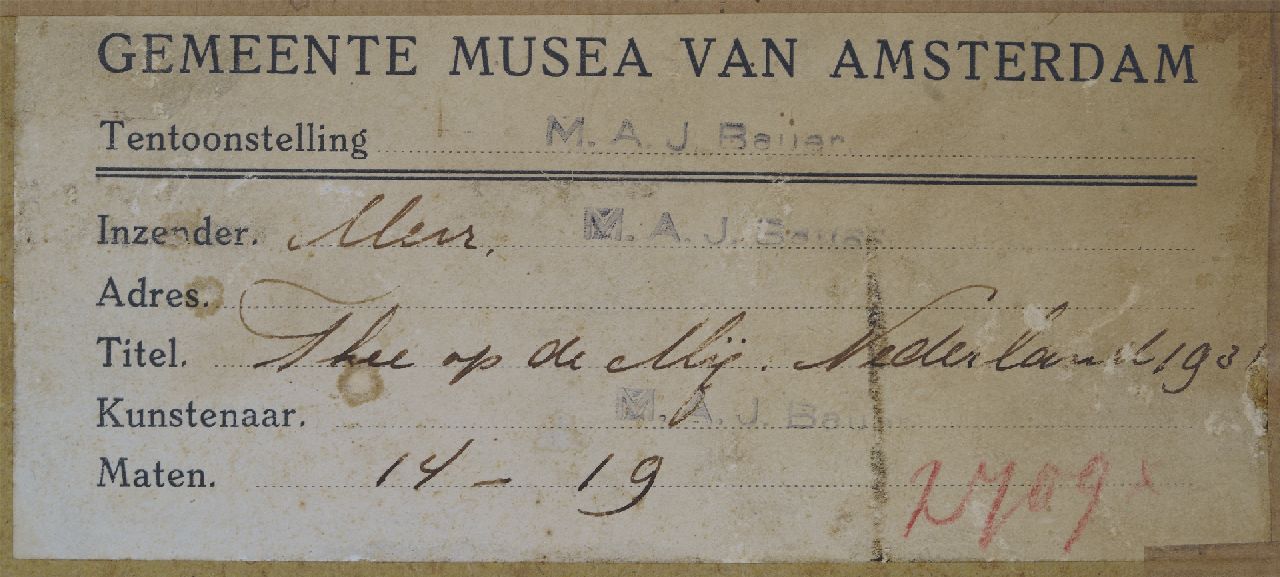 GEMEENTE MUSEA VAN AMSTERDAM
Tentoonstelling M. A. J. Bauer
Inzender. Mevr. M. A. J. Bauer
Adres.
Titel. Thee op de Mij. Nederland 1931
Kunstenaar. M. A. J. Bauer
Maten. 14 - 19